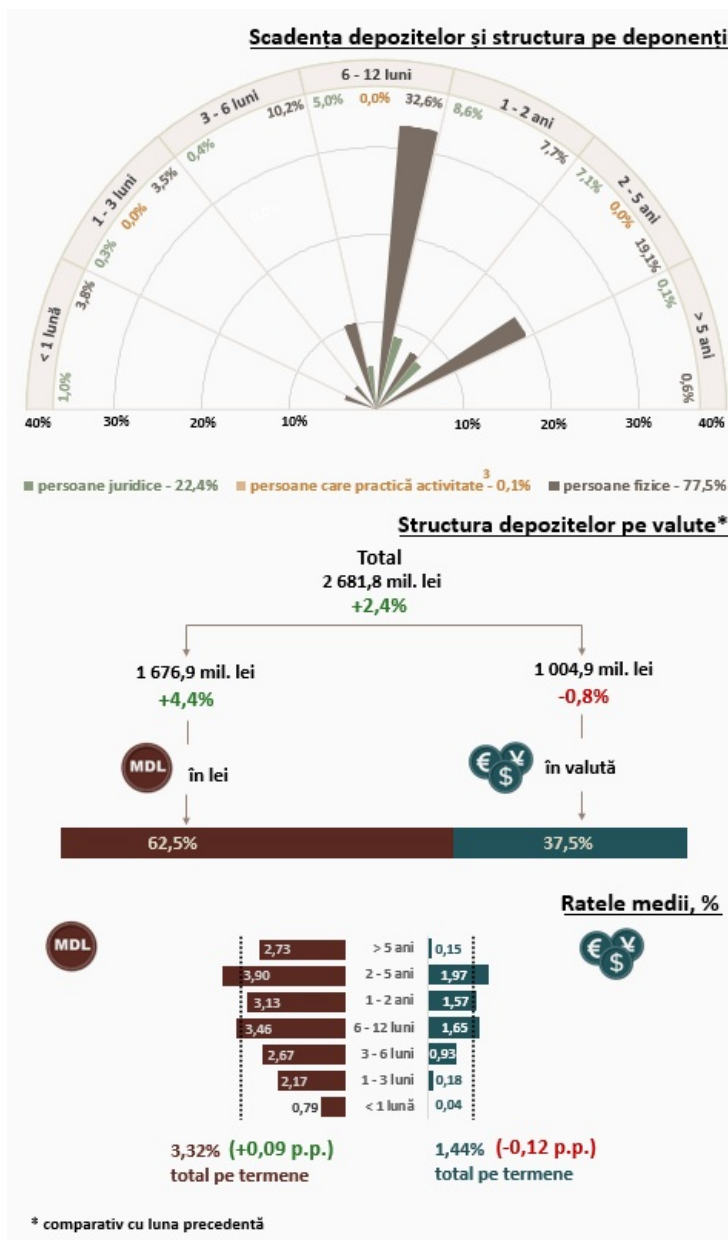 Scadența depozitelor și structura pe deponenți
< 1 lună
1 - 3 luni
3 - 6 luni
6 - 12 luni
1 - 2 ani
2 - 5 ani
> 5 ani
1,0%
3,8%
0,3%
0,0%
3,5%
0,4%
10,2%
5,0%
0,0%
32,6%
8,6%
7,7%
7,1%
0,0%
19,1%
0,1%
0,6%
40% 30% 20% 10% 10% 20% 30% 40%
persoane juridice - 22,4% persoane care practică activitate³ - 0,1% persoane fizice - 77,5%
Structura depozitelor pe valute*
Total
2 681,8 mil. lei
+2,4%
1 676,9 mil. lei 1 004,9 mil. lei
+4,4% -0,8%
MDL în lei € ¥ $ în valută
62,5% 37,5%
Ratele medii, %
MDL € ¥ $
2,73 > 5 ani 0,15
3,90 2 - 5 ani 1,97
3,13 1 - 2 ani 1,57
3,46 6 - 12 luni 1,65
2,67 3 - 6 luni 0,93
2,17 1 - 3 luni 0,18
0,79 < 1 lună 0,04
3,32% (+0,09 p.p.) 1,44% (-0,12 p.p.)
total pe termene total pe termene
* comparativ cu luna precedentă